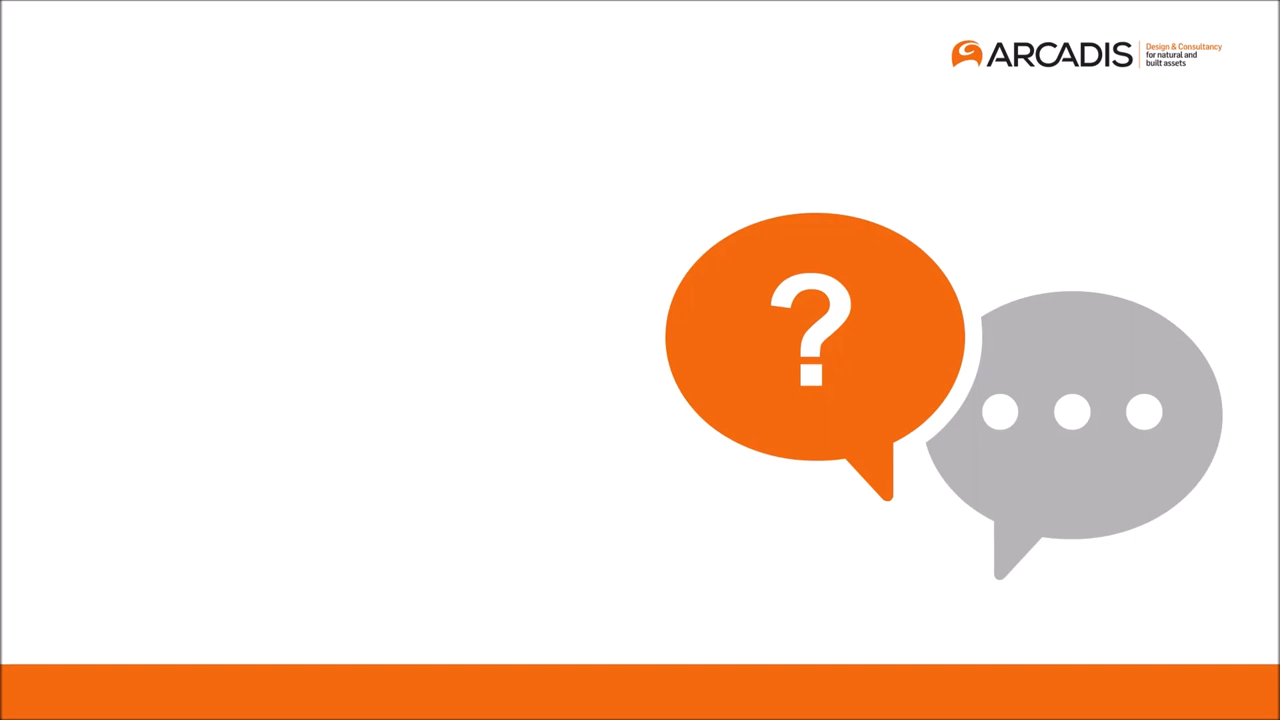 ARCADIS
Design & Consultancy
for natural and
built assets
?